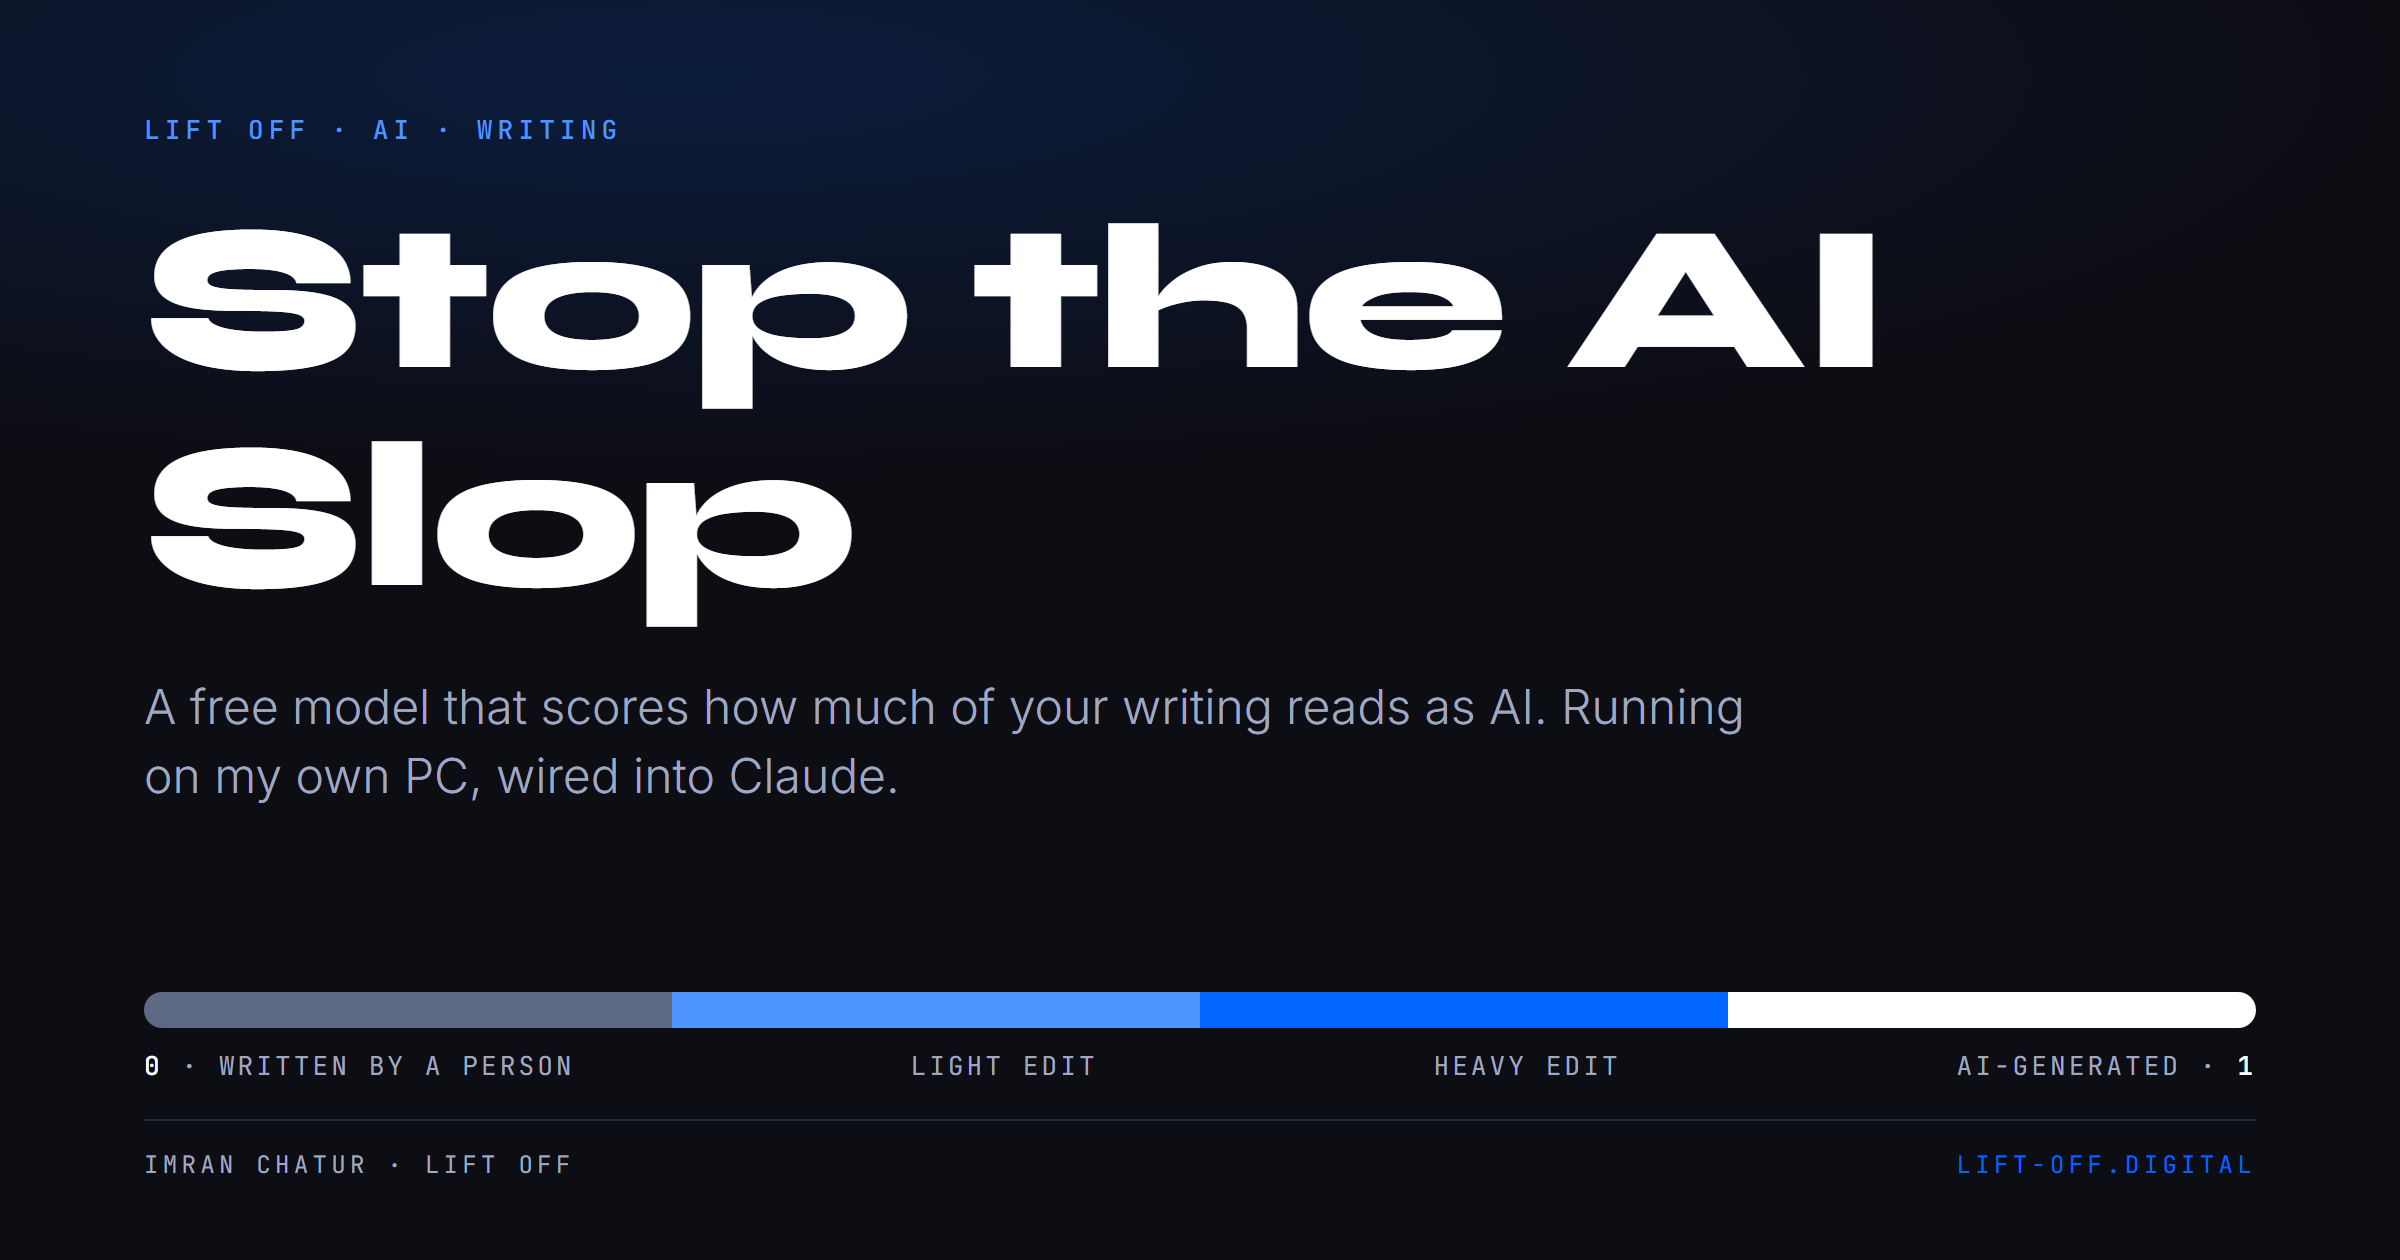 LIFT OFF · AI · WRITING
Stop the AI
Slop
A free model that scores how much of your writing reads as AI. Running
on my own PC, wired into Claude.
0 · WRITTEN BY A PERSON LIGHT EDIT HEAVY EDIT AI-GENERATED · 1
IMRAN CHATUR · LIFT OFF LIFT-OFF.DIGITAL